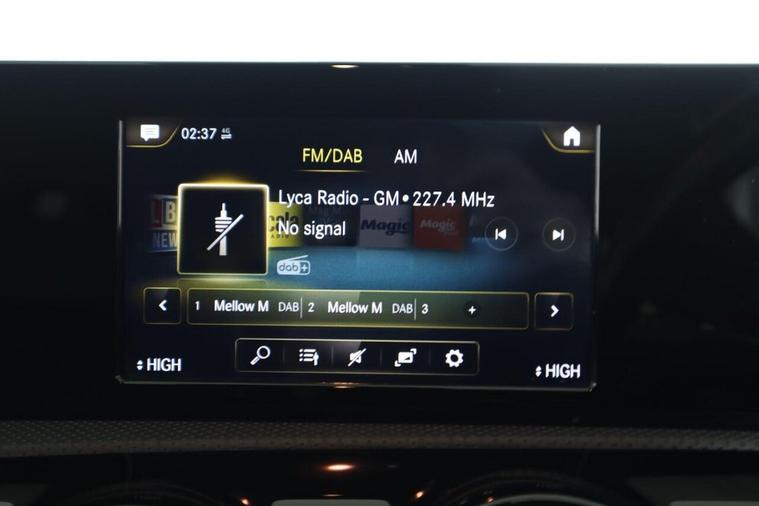 02:37 4G
FM/DAB AM
Lyca Radio - GM • 227.4 MHz
No signal
Magic Magic
dab+
1 Mellow M DAB 2 Mellow M DAB 3 +
HIGH HIGH